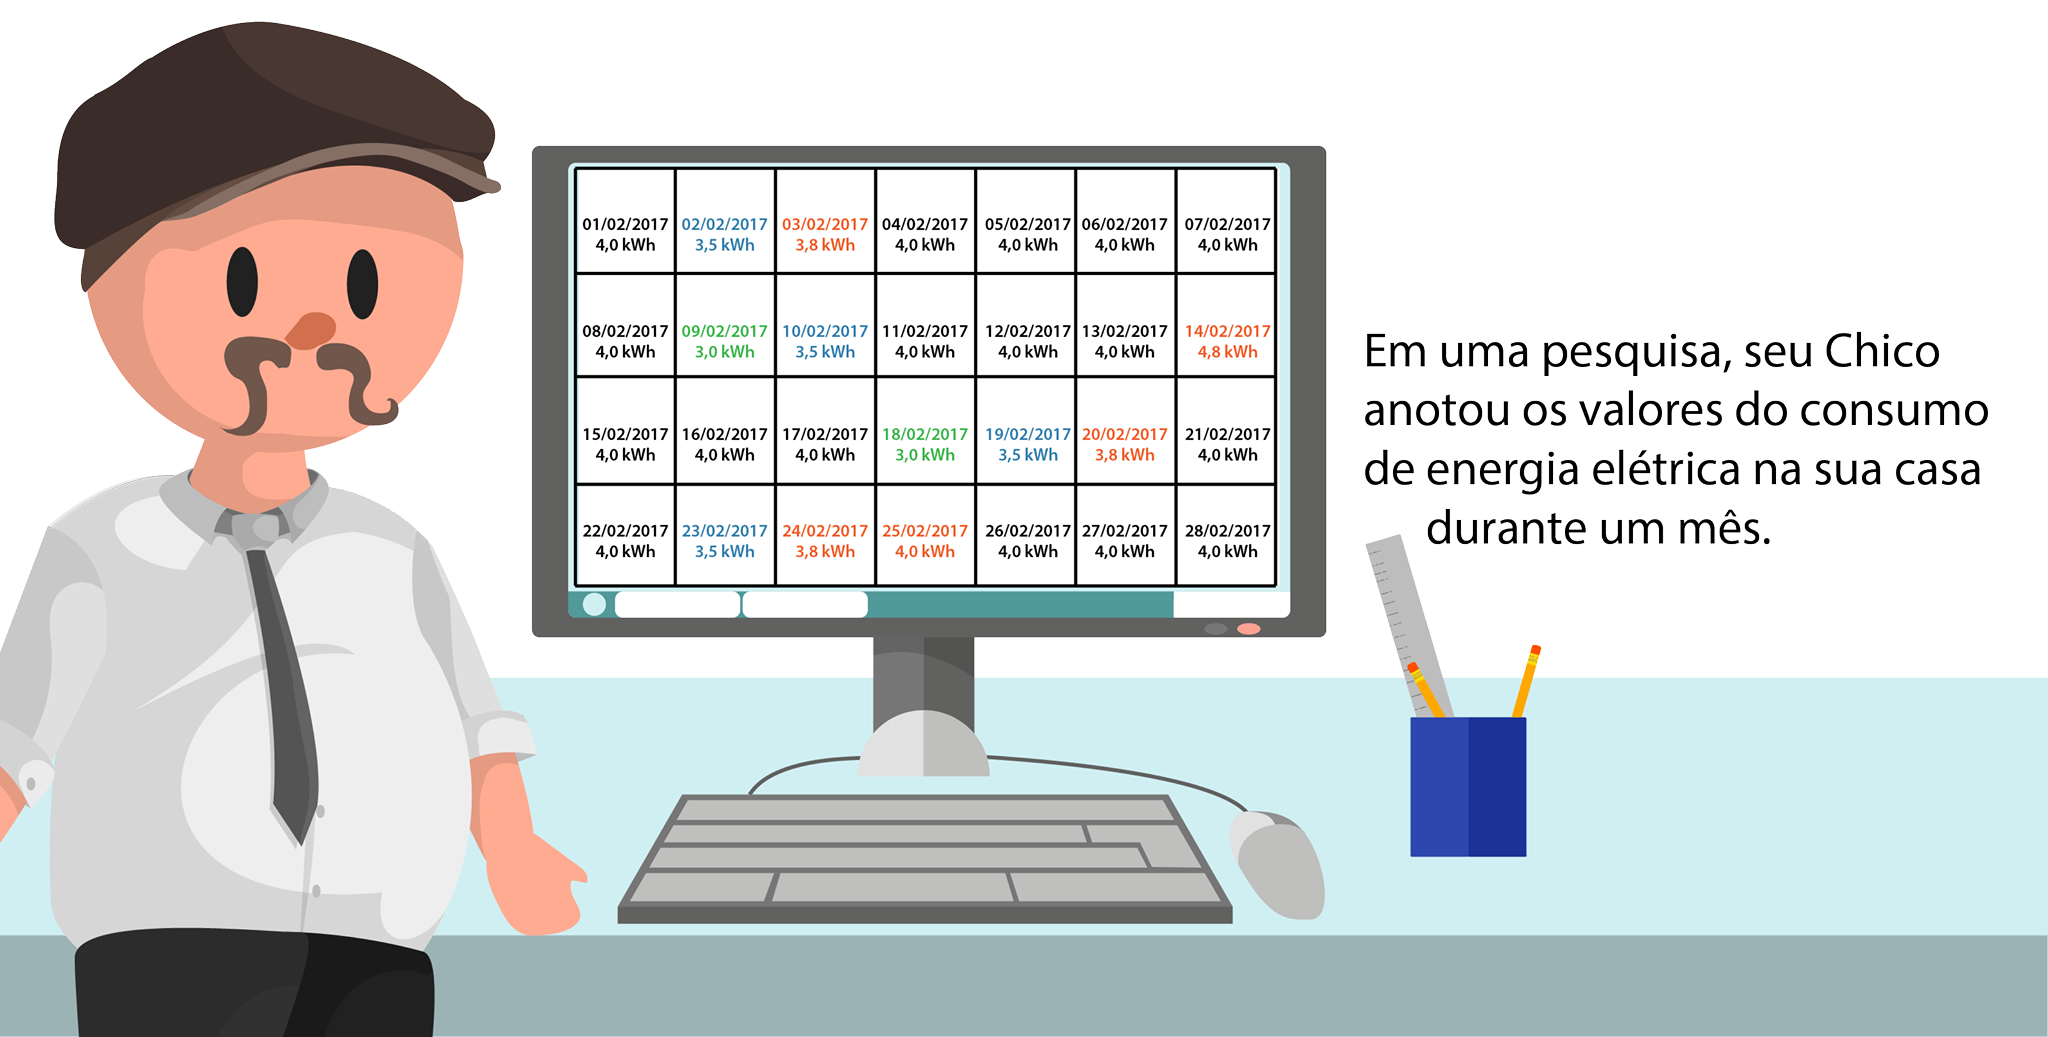 01/02/2017 02/02/2017 03/02/2017 04/02/2017 05/02/2017 06/02/2017 07/02/2017
4,0 kWh 3,5 kWh 3,8 kWh 4,0 kWh 4,0 kWh 4,0 kWh 4,0 kWh
08/02/2017 09/02/2017 10/02/2017 11/02/2017 12/02/2017 13/02/2017 14/02/2017
4,0 kWh 3,0 kWh 3,5 kWh 4,0 kWh 4,0 kWh 4,0 kWh 4,8 kWh
15/02/2017 16/02/2017 17/02/2017 18/02/2017 19/02/2017 20/02/2017 21/02/2017
4,0 kWh 4,0 kWh 4,0 kWh 3,0 kWh 3,5 kWh 3,8 kWh 4,0 kWh
22/02/2017 23/02/2017 24/02/2017 25/02/2017 26/02/2017 27/02/2017 28/02/2017
4,0 kWh 3,5 kWh 3,8 kWh 4,0 kWh 4,0 kWh 4,0 kWh 4,0 kWh
Em uma pesquisa, seu Chico
anotou os valores do consumo
de energia elétrica na sua casa
durante um mês.